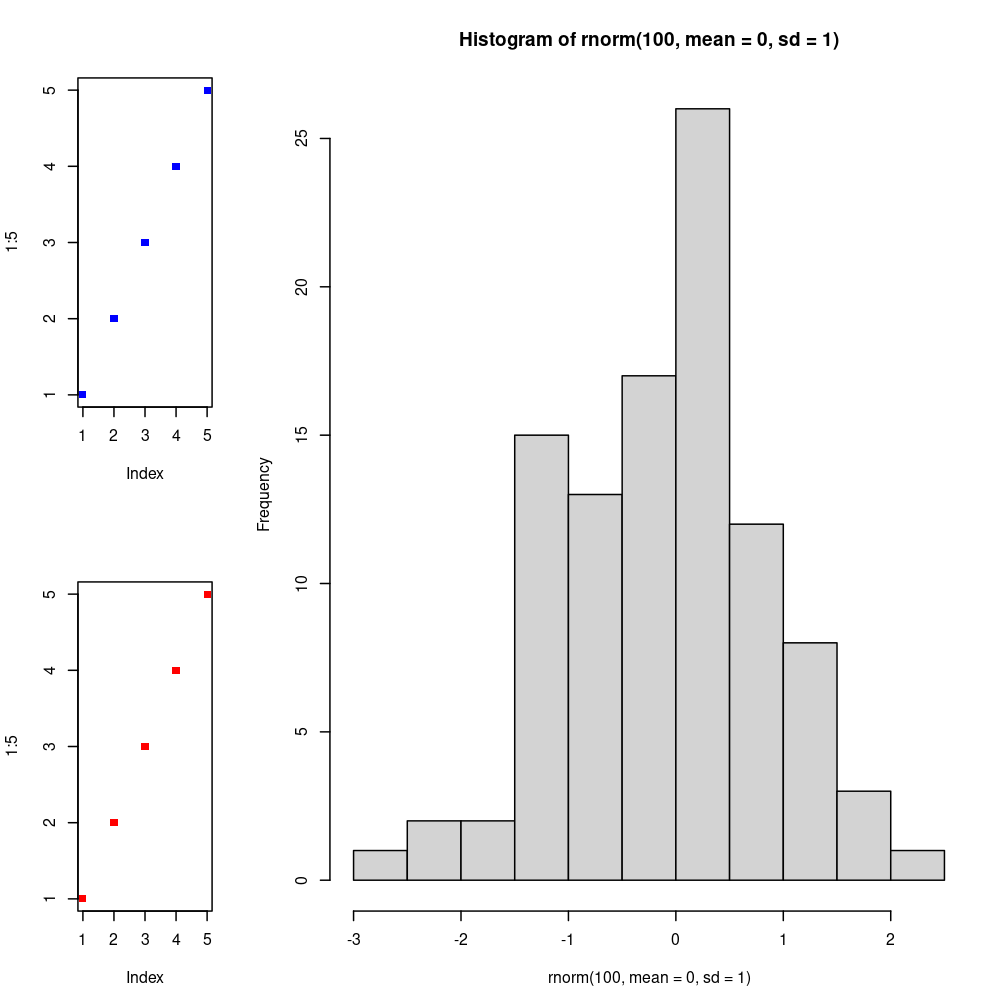 Histogram of rnorm(100, mean = 0, sd = 1)
5
4
3
2
1
1:5
1 2 3 4 5
Index
5
4
3
2
1
1:5
1 2 3 4 5
Index
25
20
15
10
5
0
Frequency
-3 -2 -1 0 1 2
rnorm(100, mean = 0, sd = 1)